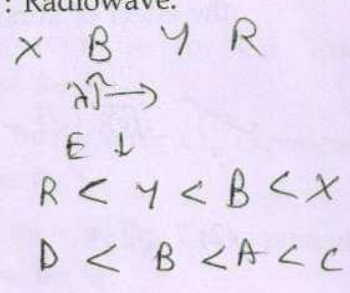 : Radiowave.
X B Y R
λ↑→
E ↓
R < Y < B < X
D < B < A < C